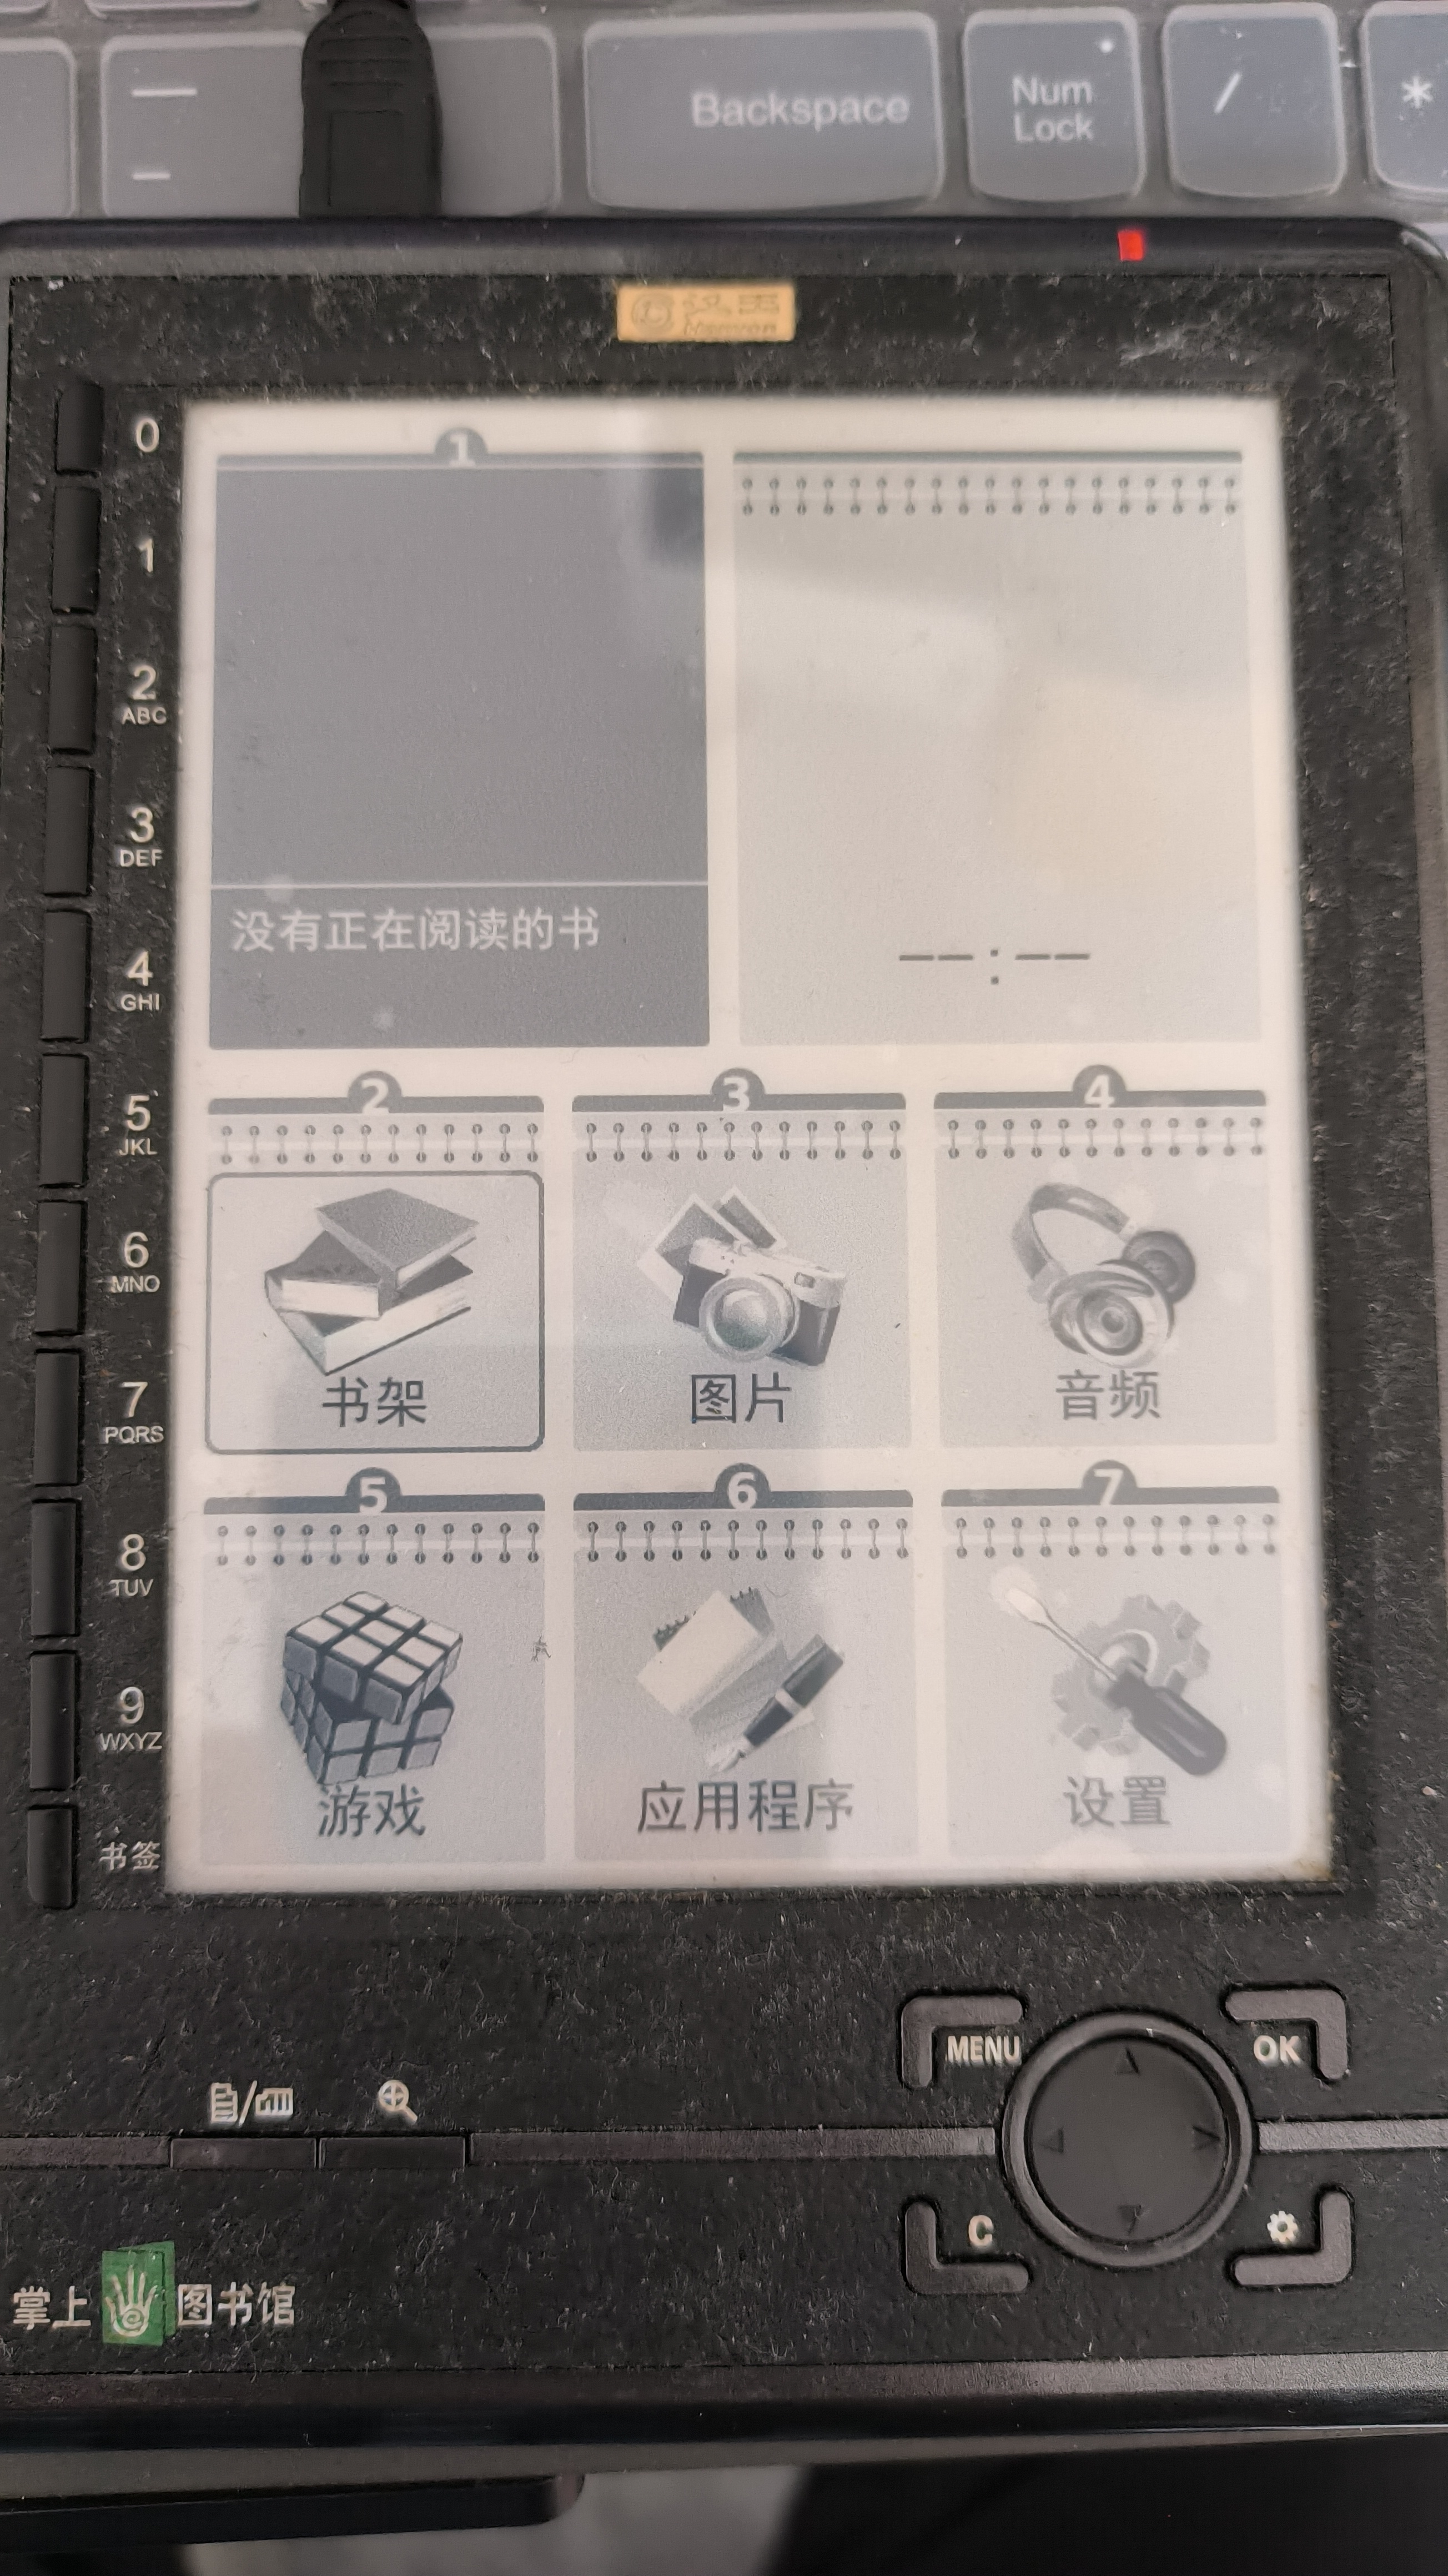 Backspace
Num
Lock
/
*
汉王
Hanvon
0
1
2
ABC
3
DEF
4
GHI
5
JKL
6
MNO
7
PQRS
8
TUV
9
WXYZ
书签
1
没有正在阅读的书
--:--
2
3
4
书架
图片
音频
5
6
7
游戏
应用程序
设置
MENU
OK
C
掌上图书馆